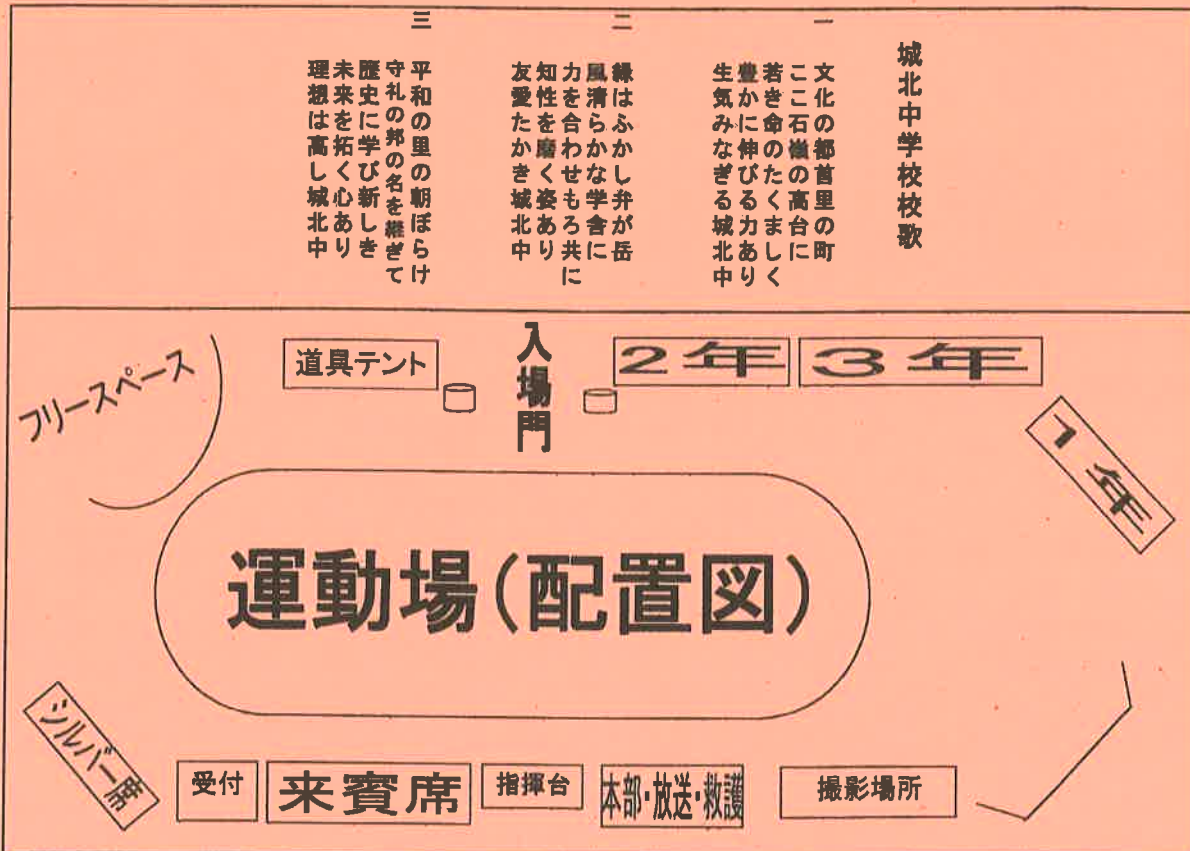 城北中学校校歌
一
文化の都首里の町
ここ石嶺の高台に
若き命のたくましく
豊かに伸びる力あり
生気みなぎる城北中
二
緑はふかし弁が岳
風清らかな学舎に
力を合わせもろ共に
知性を磨く姿あり
友愛たかき城北中
三
平和の里の朝ぼらけ
守礼の邦の名を継ぎて
歴史に学び新しき
未来を拓く心あり
理想は高し城北中
フリースペース
道具テント
入場門
2年
3年
1年
運動場(配置図)
シルバー席
受付
来賓席
指揮台
本部・放送・救護
撮影場所